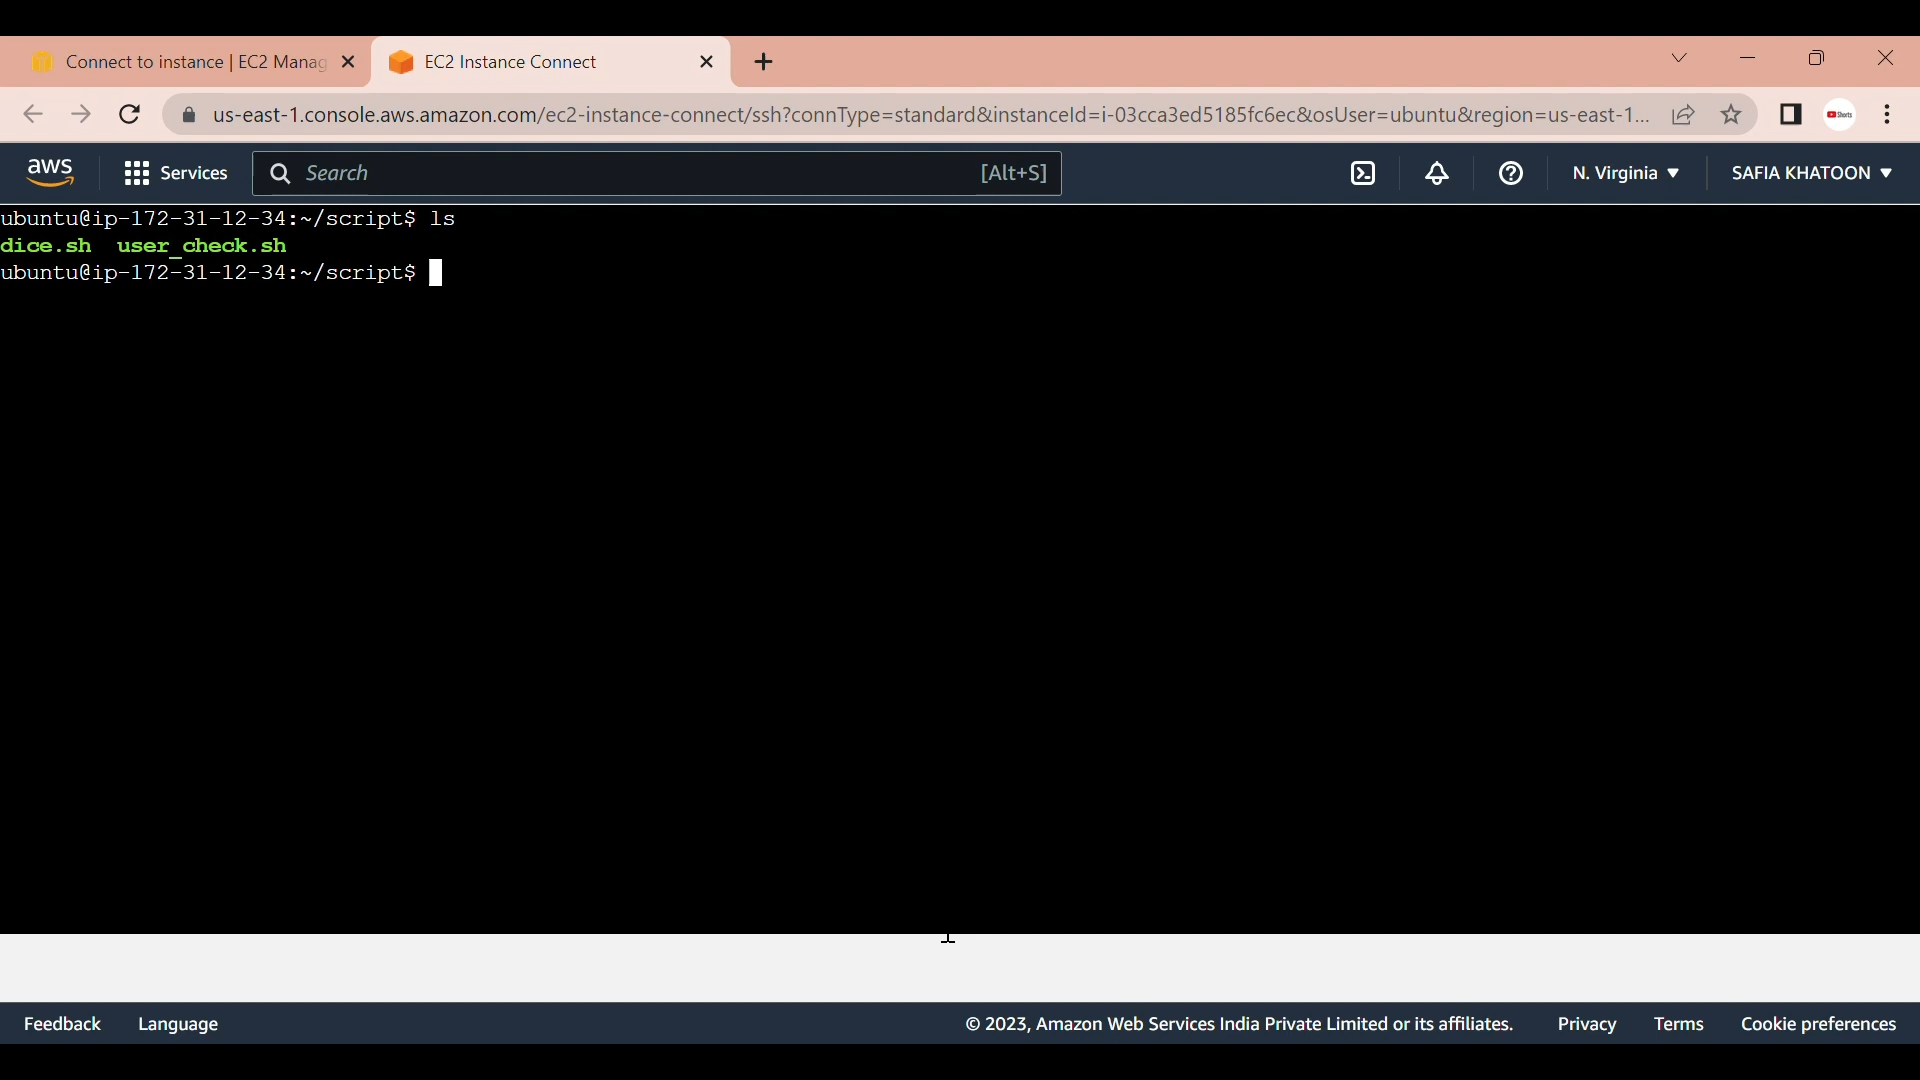 Connect to instance | EC2 Manag
EC2 Instance Connect
us-east-1.console.aws.amazon.com/ec2-instance-connect/ssh?connType=standard&instanceId=i-03cca3ed5185fc6ec&osUser=ubuntu&region=us-east-1...
Shorts
aws Services Search [Alt+S] N. Virginia SAFIA KHATOON
ubuntu@ip-172-31-12-34:~/script$ ls
dice.sh user_check.sh
ubuntu@ip-172-31-12-34:~/script$
Feedback Language © 2023, Amazon Web Services India Private Limited or its affiliates. Privacy Terms Cookie preferences